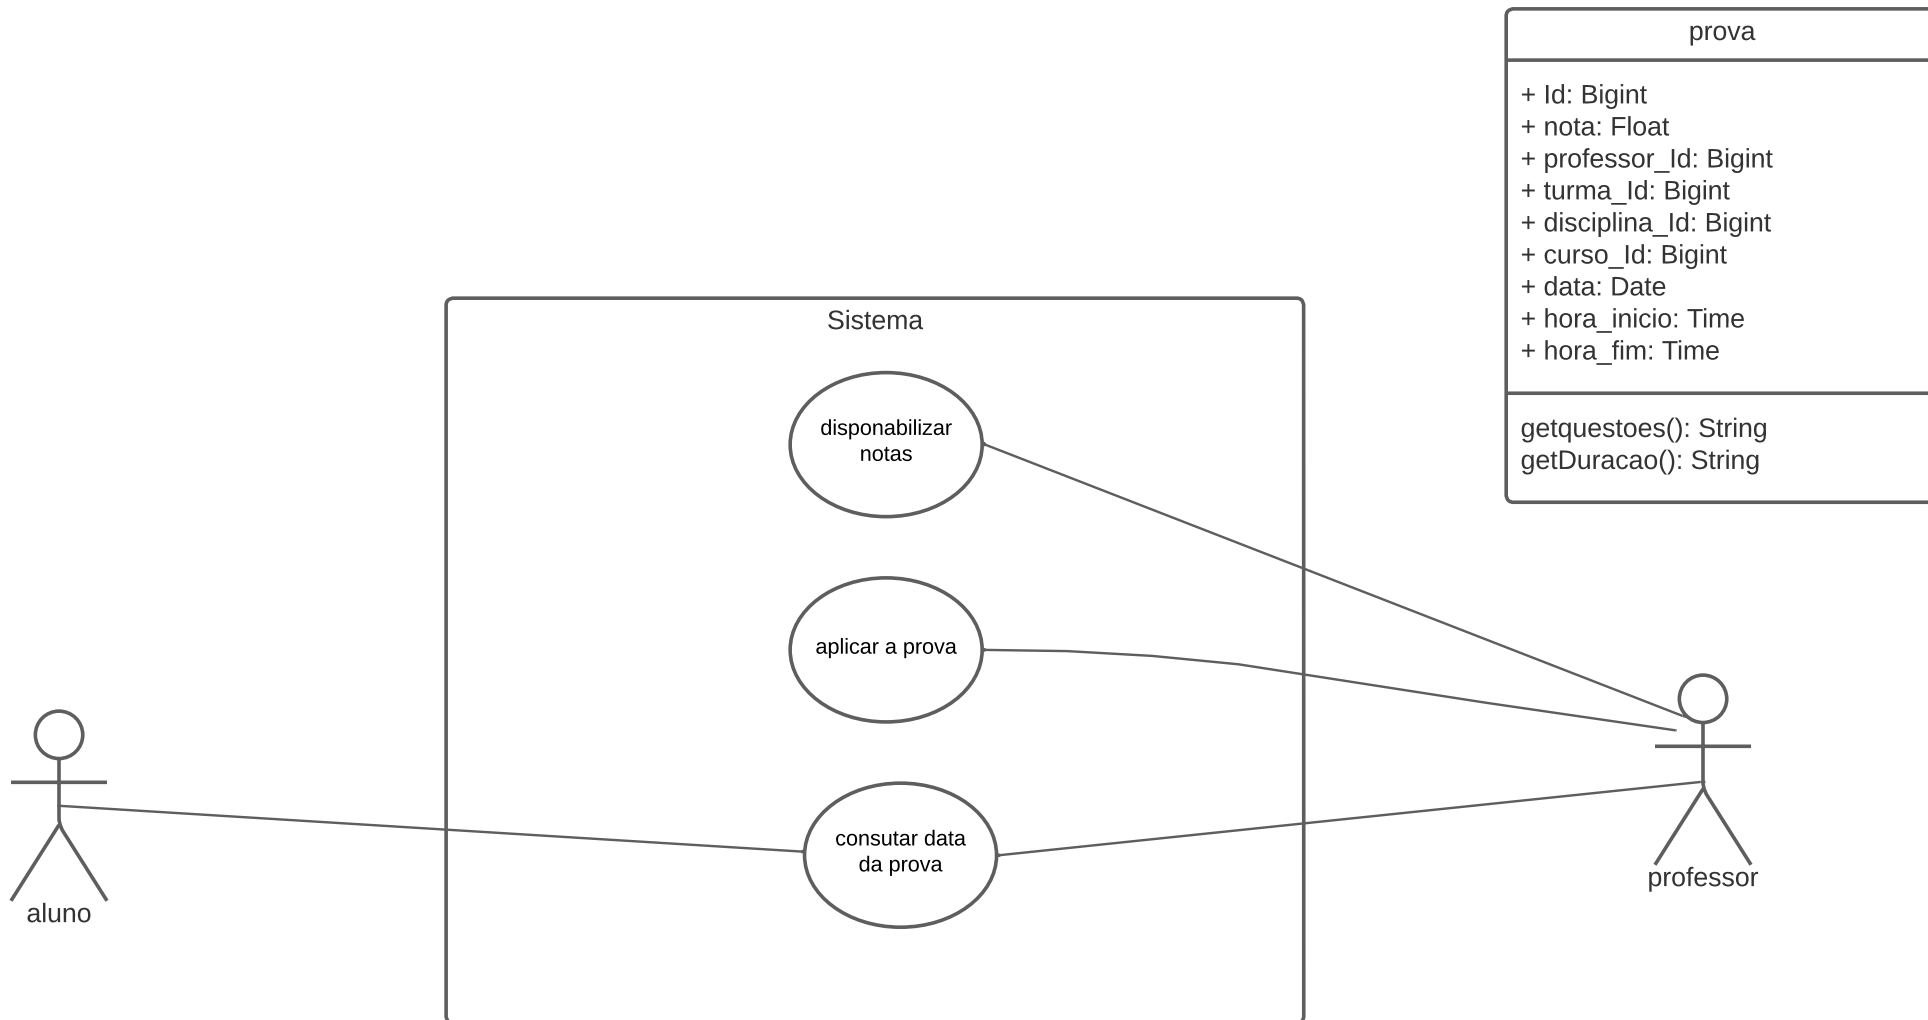 prova
+ Id: Bigint
+ nota: Float
+ professor_Id: Bigint
+ turma_Id: Bigint
+ disciplina_Id: Bigint
+ curso_Id: Bigint
+ data: Date
+ hora_inicio: Time
+ hora_fim: Time
getquestoes(): String
getDuracao(): String
Sistema
disponabilizar
notas
aplicar a prova
consutar data
da prova
aluno
professor